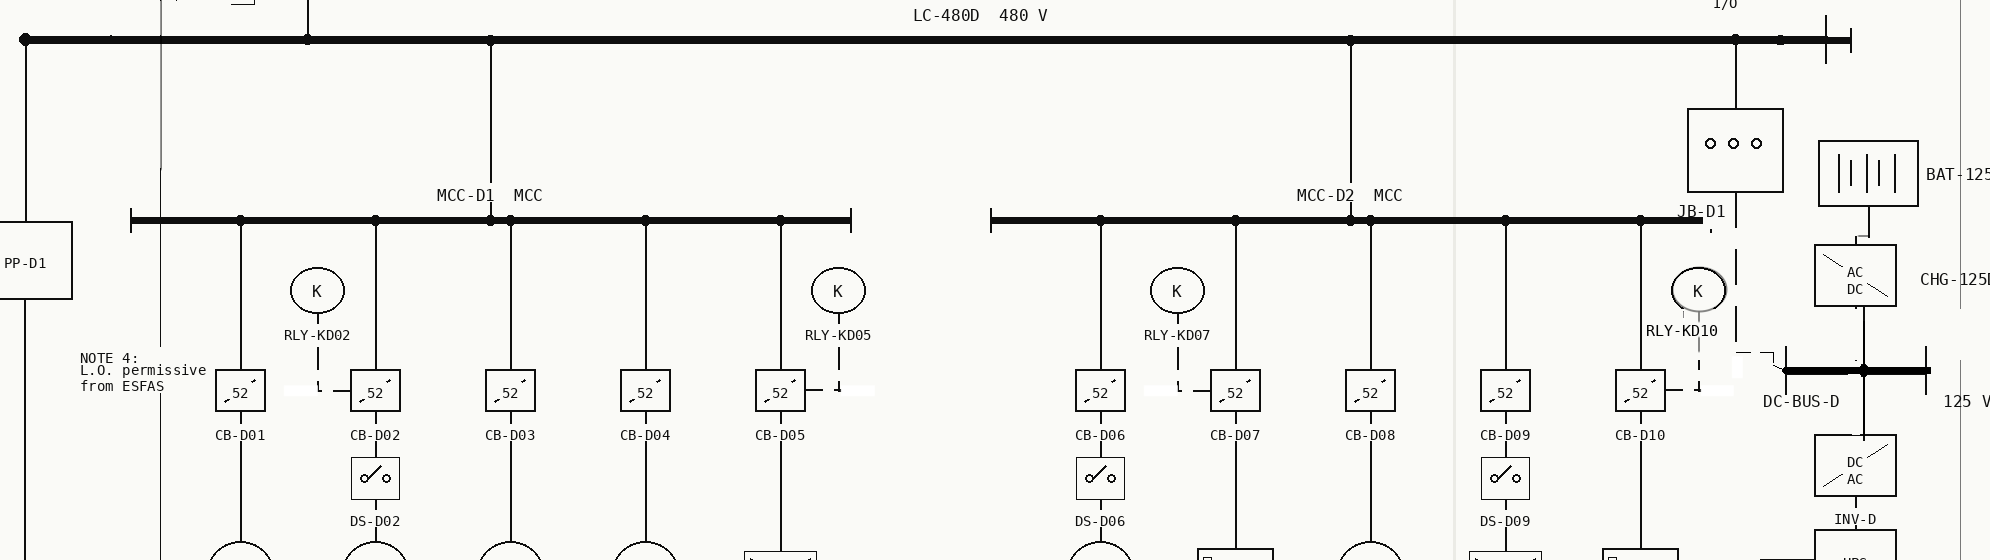 I/O
LC-480D 480 V
MCC-D1 MCC
MCC-D2 MCC
JB-D1
BAT-125
PP-D1
K
K
K
K
AC
DC
CHG-125
RLY-KD02
RLY-KD05
RLY-KD07
RLY-KD10
NOTE 4:
L.O. permissive
from ESFAS
52
52
52
52
52
52
52
52
52
52
DC-BUS-D
125 V
CB-D01
CB-D02
CB-D03
CB-D04
CB-D05
CB-D06
CB-D07
CB-D08
CB-D09
CB-D10
DC
AC
DS-D02
DS-D06
DS-D09
INV-D